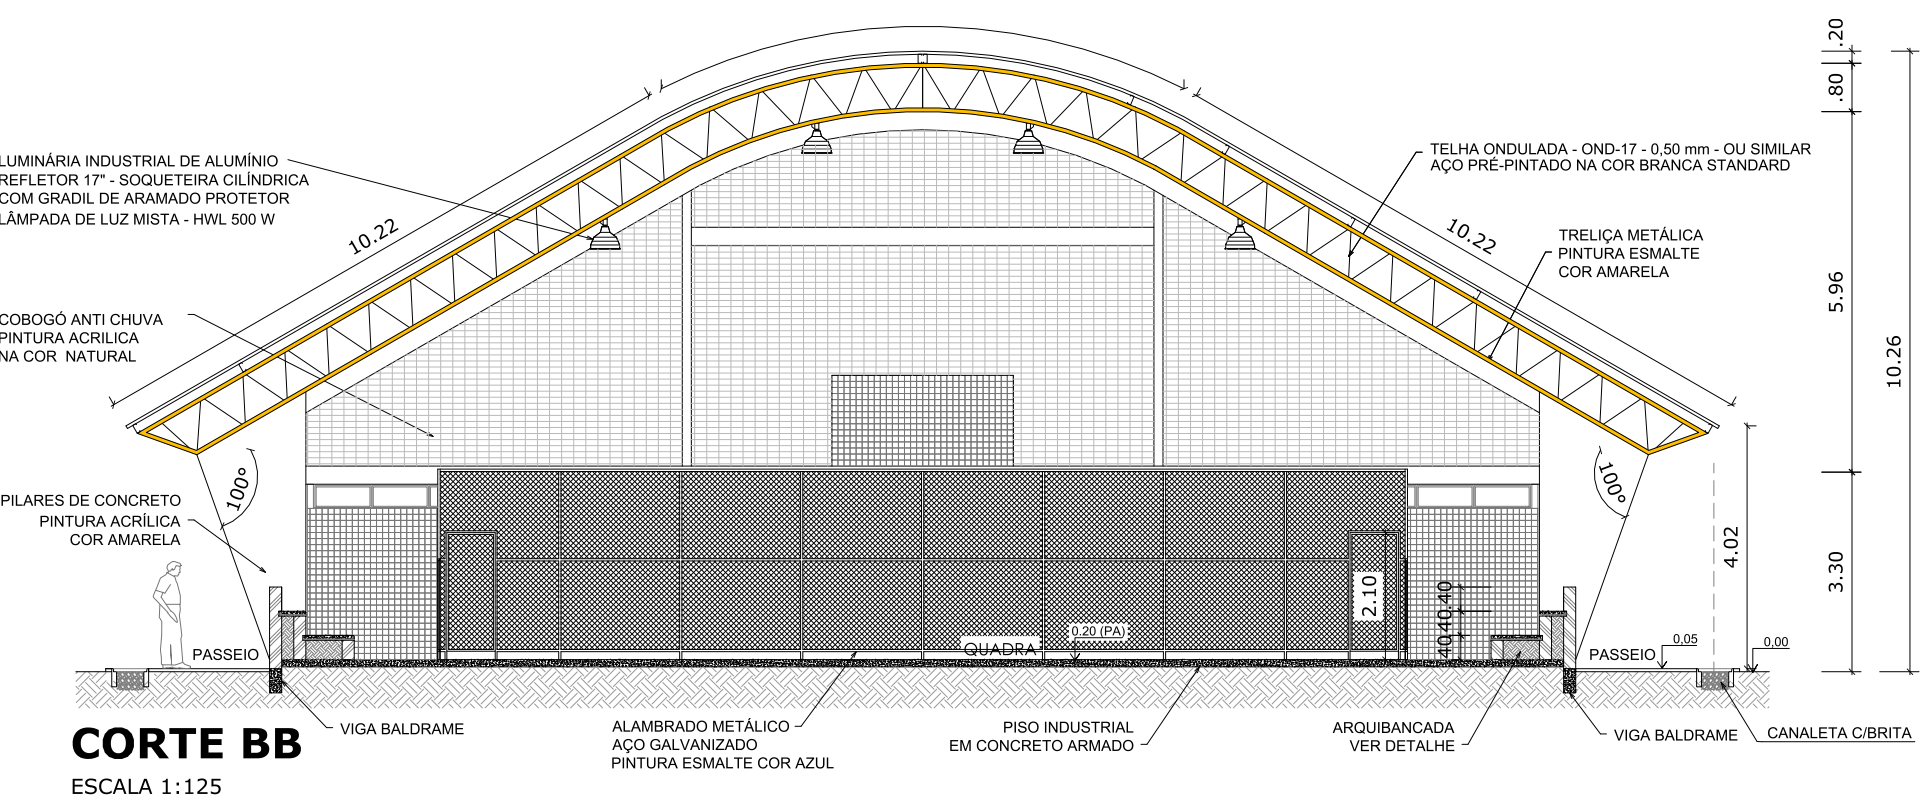 .20
.80
5.96
10.26
3.30
LUMINÁRIA INDUSTRIAL DE ALUMÍNIO
REFLETOR 17" - SOQUETEIRA CILÍNDRICA
COM GRADIL DE ARAMADO PROTETOR
LÂMPADA DE LUZ MISTA - HWL 500 W
10.22
10.22
TELHA ONDULADA - OND-17 - 0,50 mm - OU SIMILAR
AÇO PRÉ-PINTADO NA COR BRANCA STANDARD
TRELIÇA METÁLICA
PINTURA ESMALTE
COR AMARELA
COBOGÓ ANTI CHUVA
PINTURA ACRILICA
NA COR NATURAL
100°
100°
PILARES DE CONCRETO
PINTURA ACRÍLICA
COR AMARELA
4.02
2.10
.40
.40
.40
PASSEIO
QUADRA
0.20 (PA)
PASSEIO
0,05
0,00
VIGA BALDRAME
ALAMBRADO METÁLICO
AÇO GALVANIZADO
PINTURA ESMALTE COR AZUL
PISO INDUSTRIAL
EM CONCRETO ARMADO
ARQUIBANCADA
VER DETALHE
VIGA BALDRAME
CANALETA C/BRITA
CORTE BB
ESCALA 1:125